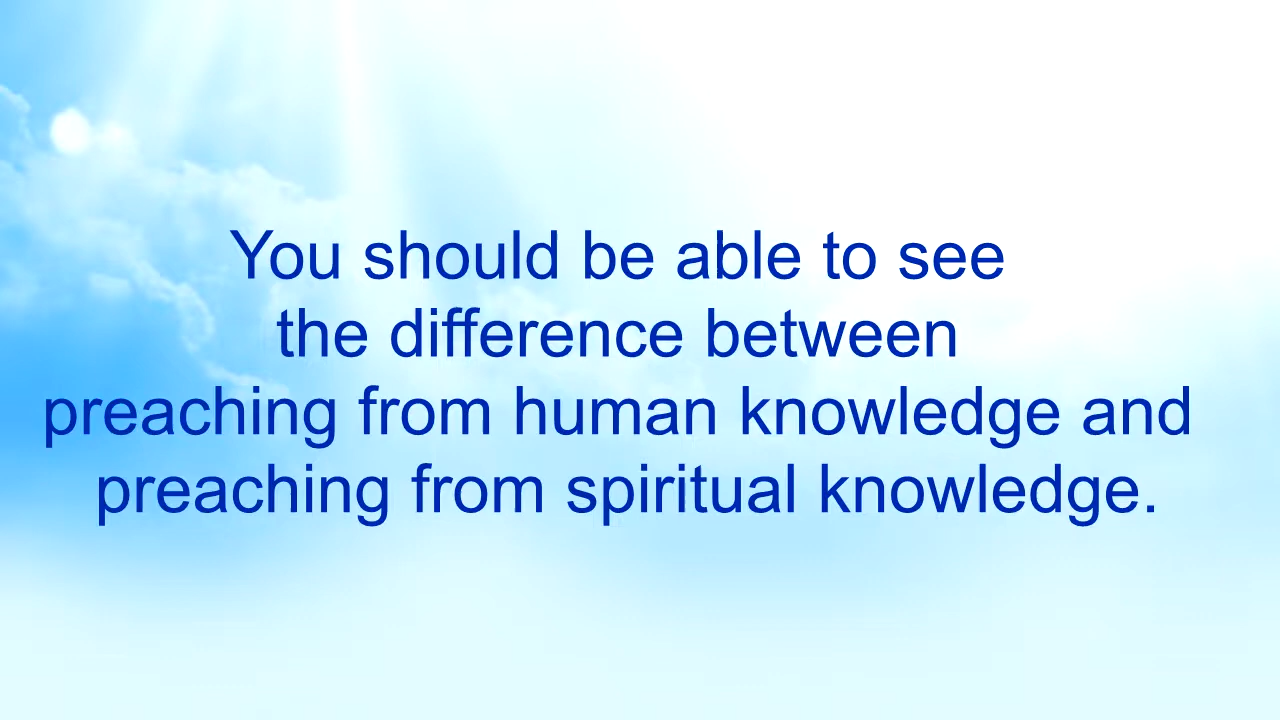 You should be able to see
the difference between
preaching from human knowledge and
preaching from spiritual knowledge.